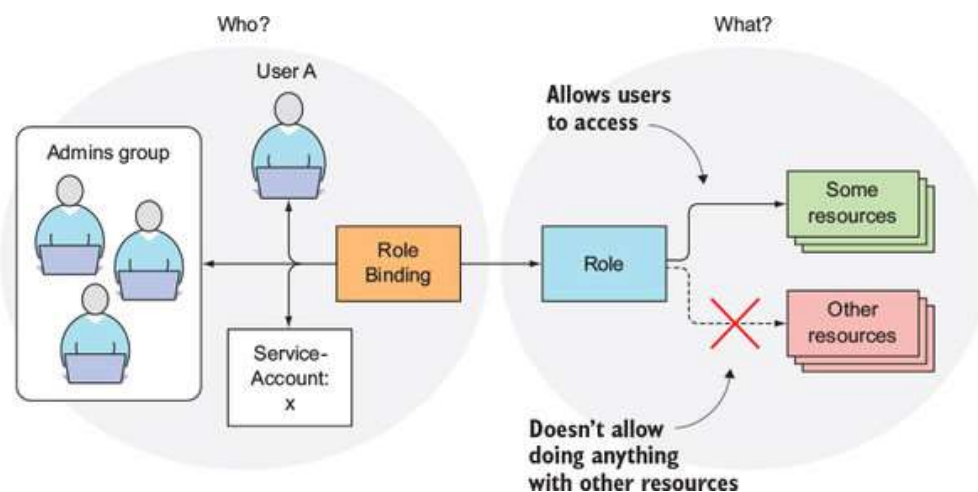 Who?
What?
User A
Admins group
Allows users
to access
Some
resources
Role
Binding
Role
Other
resources
Service-
Account:
x
Doesn't allow
doing anything
with other resources